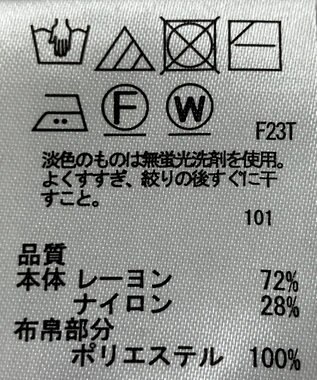 F W
F23T
淡色のものは無蛍光洗剤を使用。
よくすすぎ、絞りの後すぐに干
すこと。
101
品質
本体 レーヨン 72%
ナイロン 28%
布帛部分
ポリエステル 100%